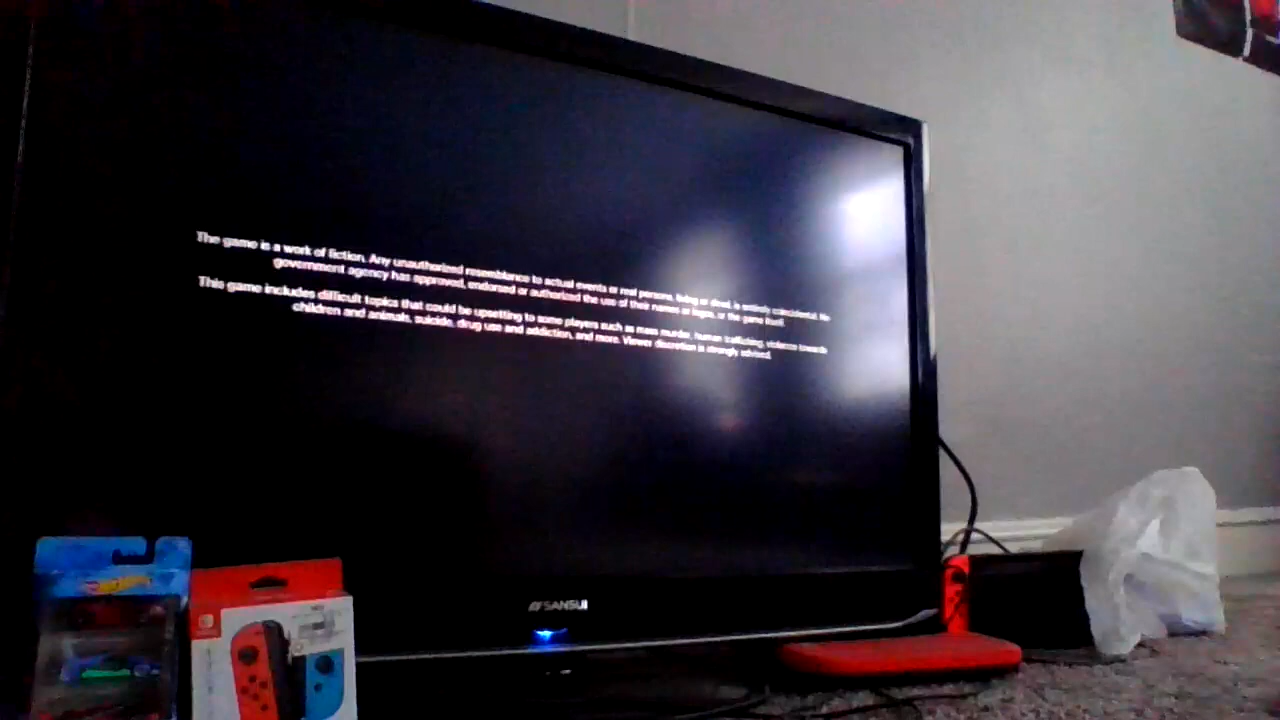 The game is a work of fiction. Any unauthorized resemblance to actual events or real persons, living or dead, is entirely coincidental. No
government agency has approved, endorsed or authorized the use of their names or logos, or the game itself.
This game includes difficult topics that could be upsetting to some players such as mass murder, human trafficking, violence towards
children and animals, suicide, drug use and addiction, and more. Viewer discretion is strongly advised.
SANSUI
Hot Wheels